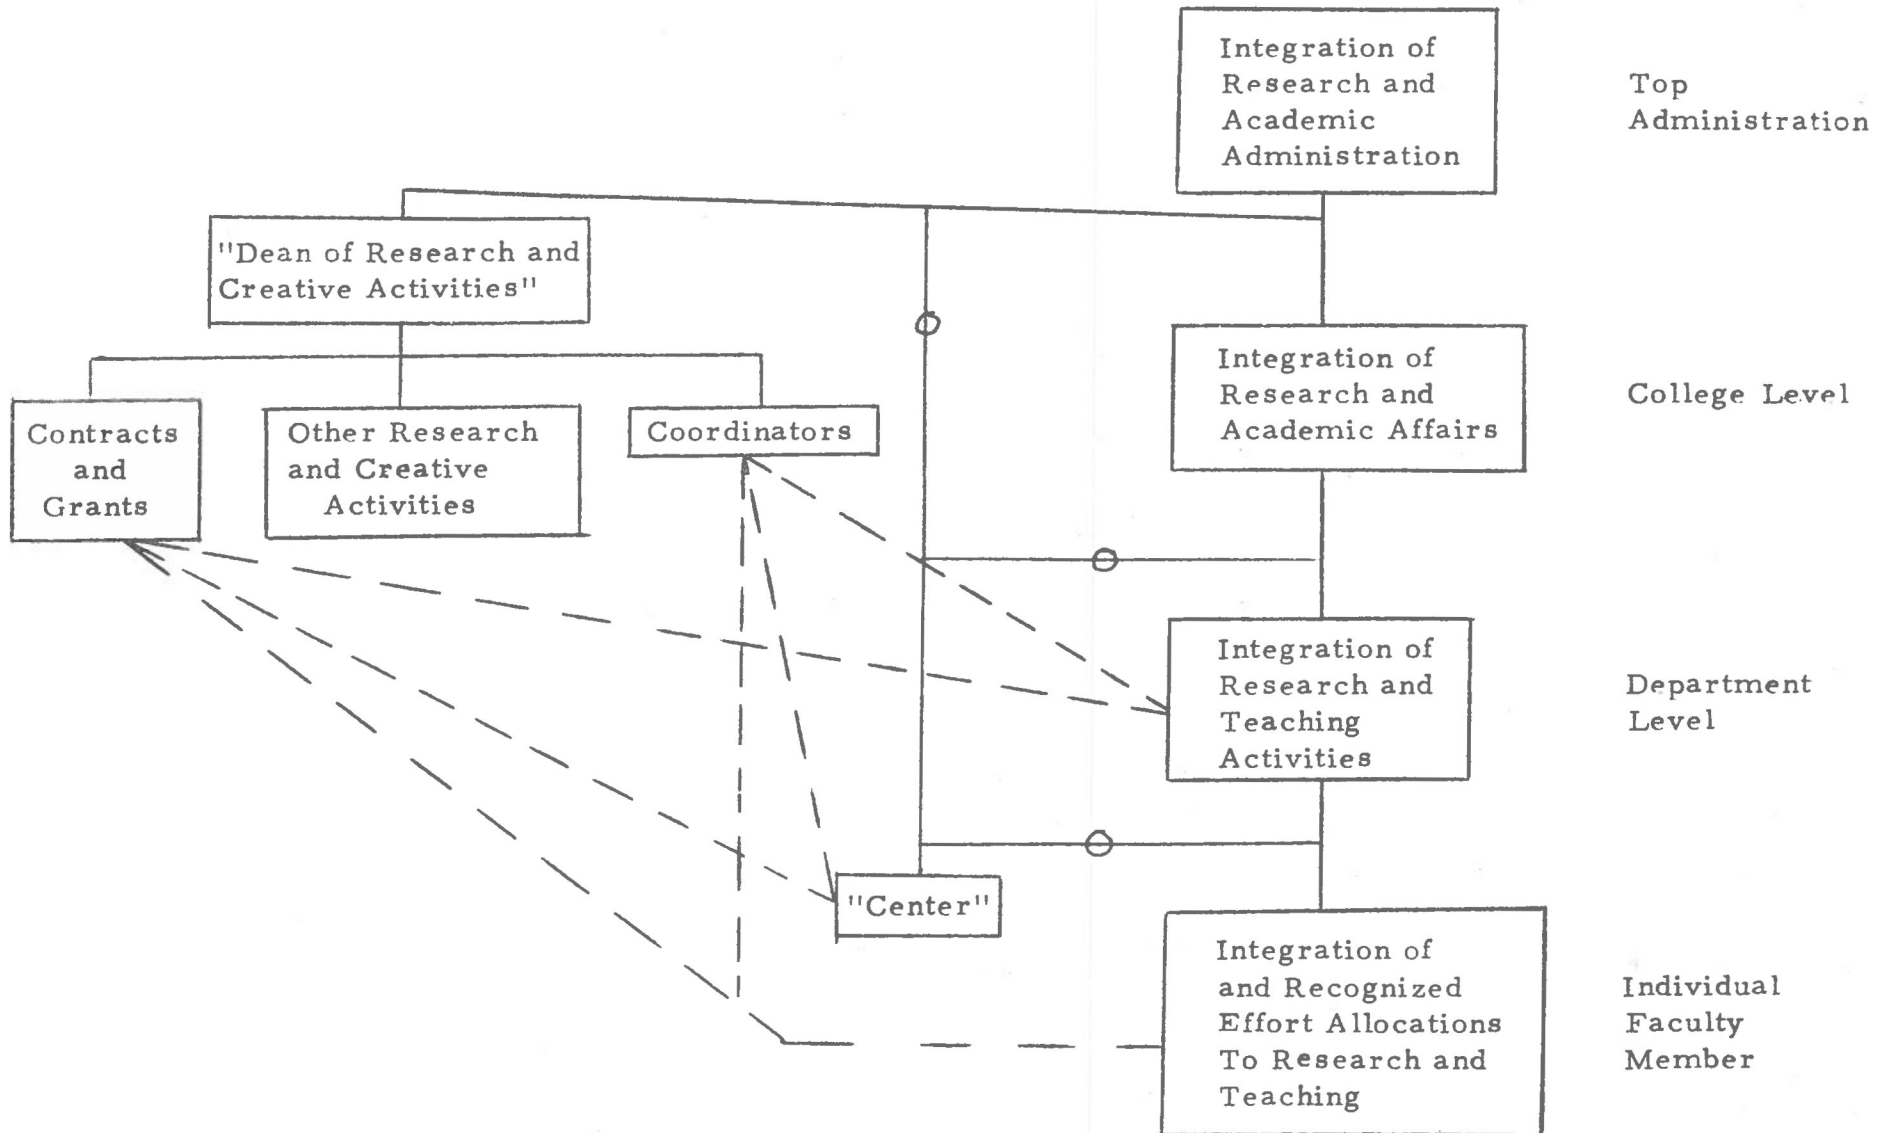 Integration of
Research and
Academic
Administration
Top
Administration
"Dean of Research and
Creative Activities"
Integration of
Research and
Academic Affairs
College Level
Contracts
and
Grants
Other Research
and Creative
Activities
Coordinators
Integration of
Research and
Teaching
Activities
Department
Level
"Center"
Integration of
and Recognized
Effort Allocations
To Research and
Teaching
Individual
Faculty
Member